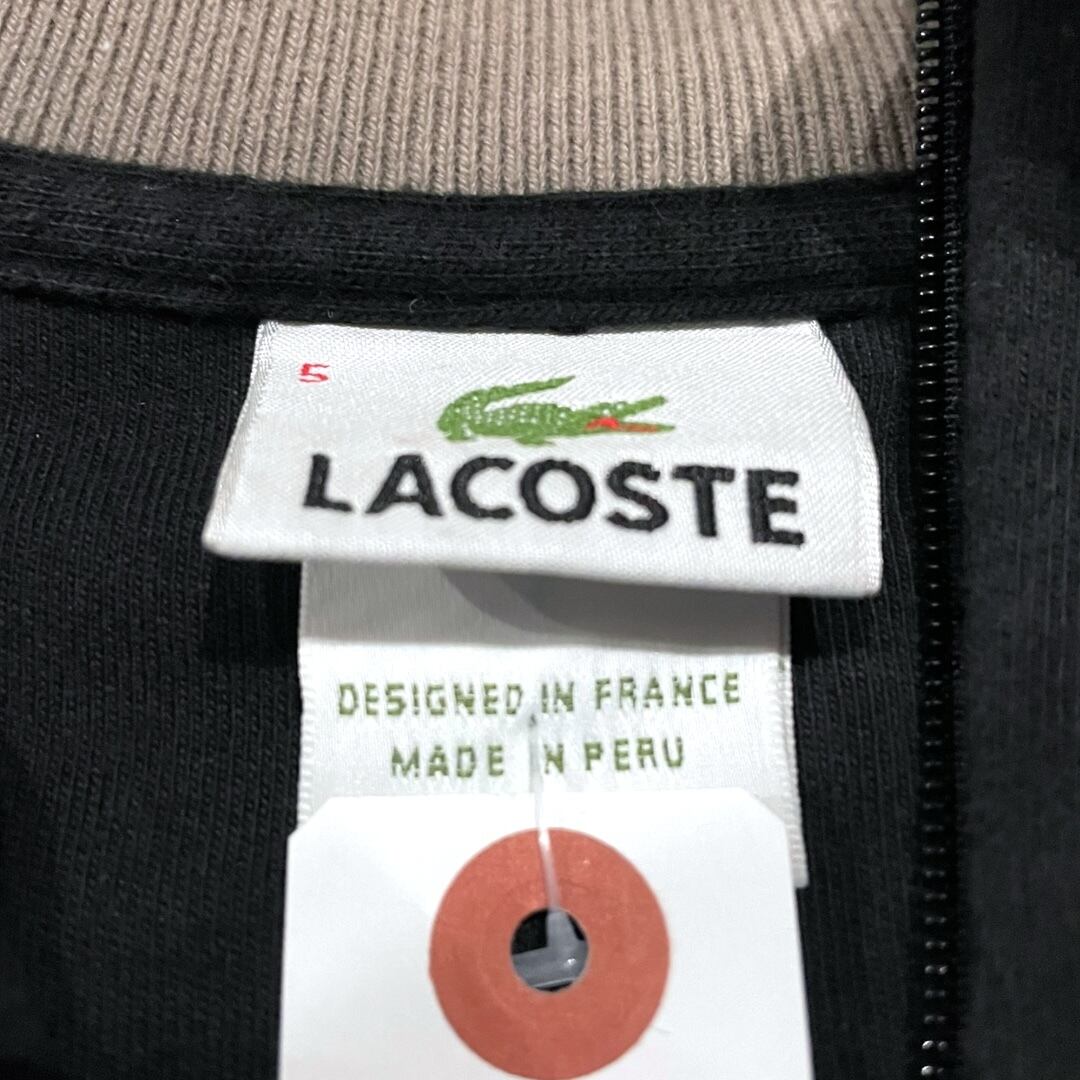 5
LACOSTE
DESIGNED IN FRANCE
MADE IN PERU